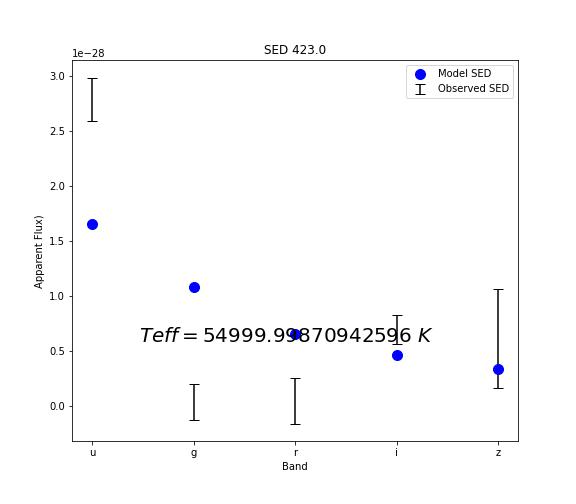 SED 423.0
1e−28
Model SED
Observed SED
3.0
2.5
2.0
1.5
1.0
0.5
0.0
Apparent Flux)
Teff = 54999.99870942596 K
u g r i z
Band